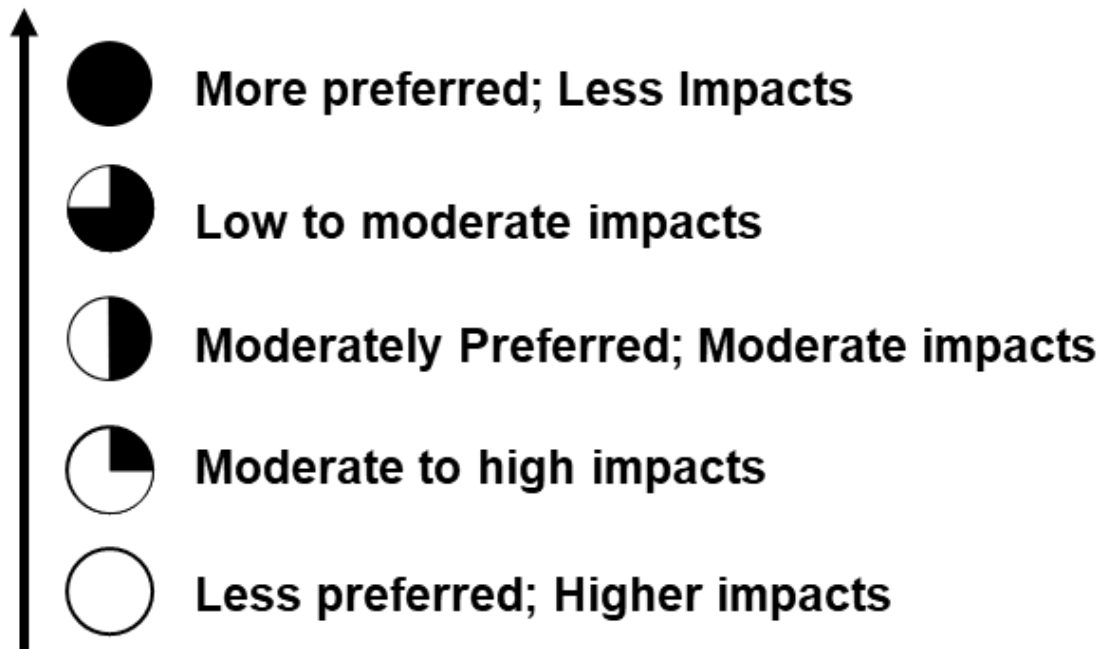 More preferred; Less Impacts
Low to moderate impacts
Moderately Preferred; Moderate impacts
Moderate to high impacts
Less preferred; Higher impacts